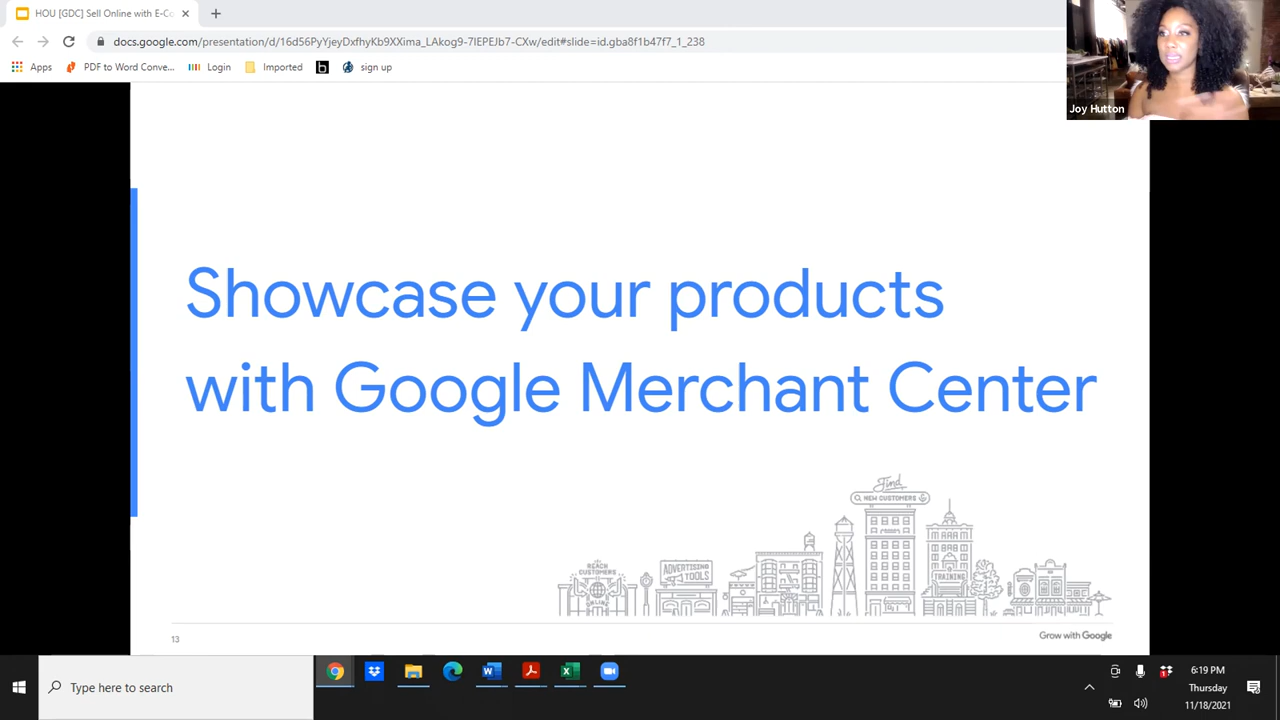 HOU [GDC] Sell Online with E-Co
docs.google.com/presentation/d/16d56PyYjeyDxfhyKb9XXima_LAkog9-7IEPEJb7-CXw/edit#slide=id.gba8f1b47f7_1_238
Apps
PDF to Word Conve...
Login
Imported
b
sign up
Joy Hutton
Showcase your products
with Google Merchant Center
Find
NEW CUSTOMERS
REACH
CUSTOMERS
ONLINE
ADVERTISING
TOOLS
TRAINING
13
Grow with Google
Type here to search
6:19 PM
Thursday
11/18/2021